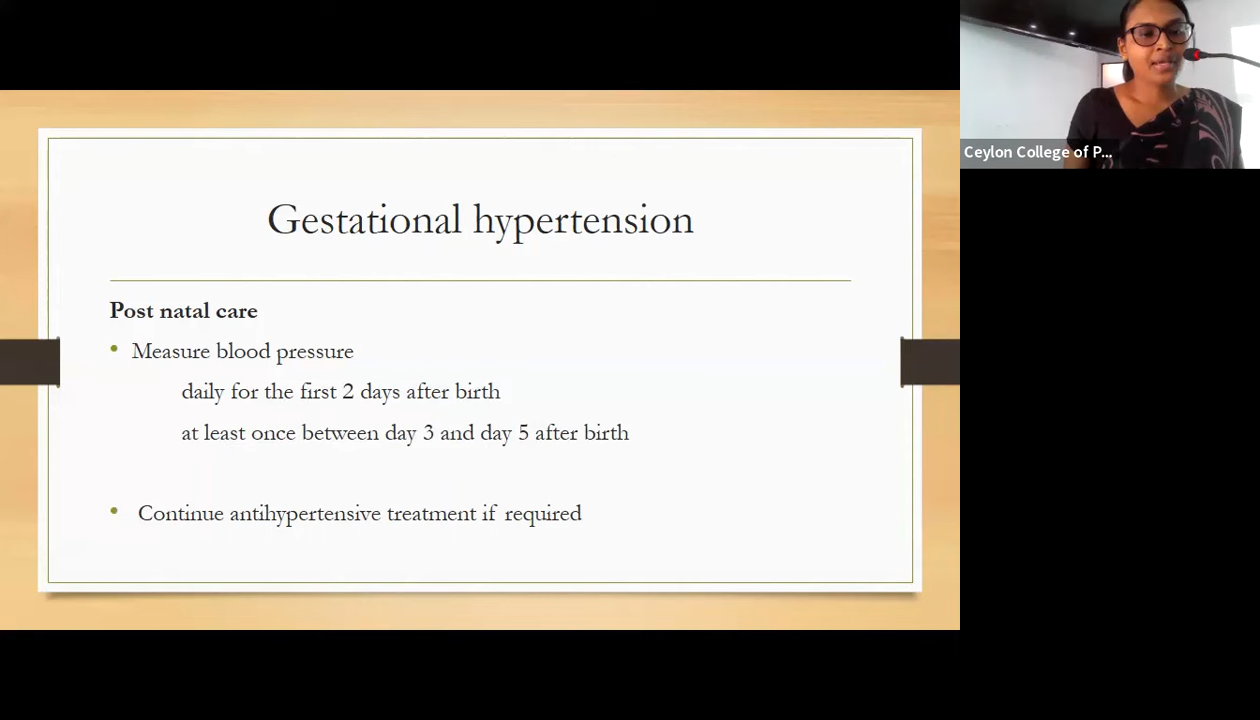 Gestational hypertension
Post natal care
• Measure blood pressure
daily for the first 2 days after birth
at least once between day 3 and day 5 after birth
• Continue antihypertensive treatment if required
Ceylon College of P...